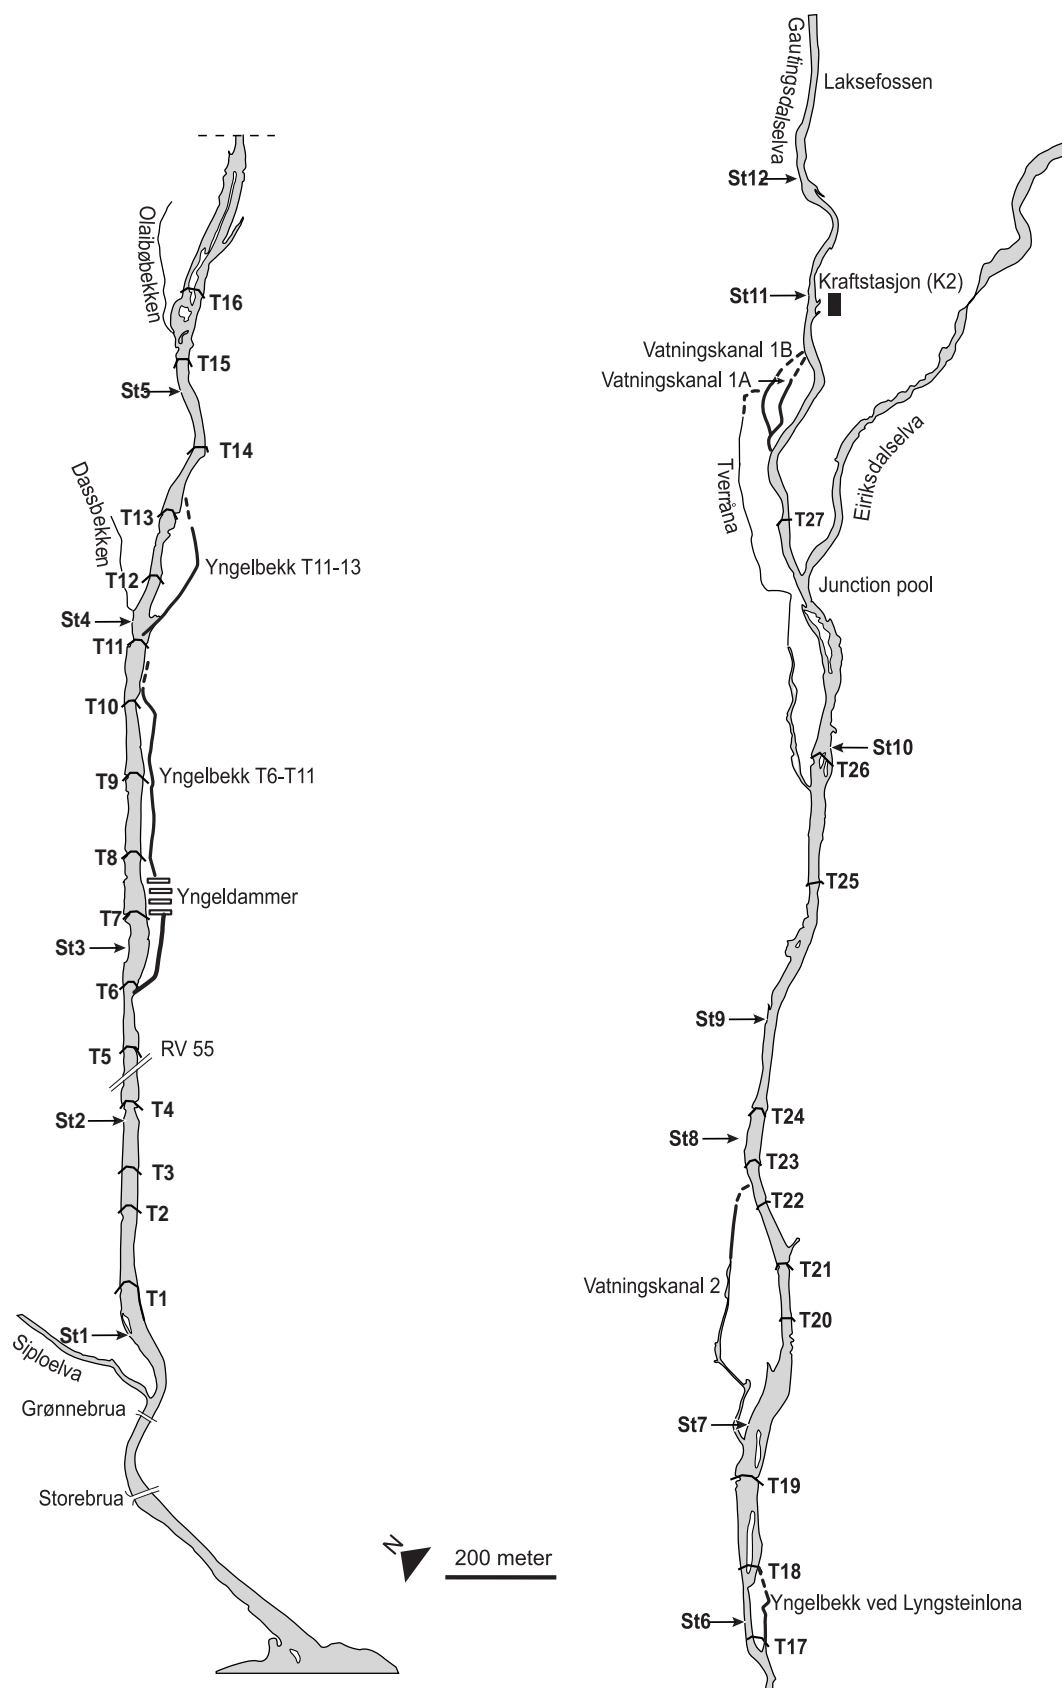 Olaibøbekken
T16
T15
St5
T14
Dassbekken
T13
Yngelbekk T11-13
T12
St4
T11
T10
Yngelbekk T6-T11
T9
T8
Yngeldammer
T7
St3
T6
RV 55
T5
T4
St2
T3
T2
T1
St1
Siploelva
Grønnebrua
Storebrua
N
200 meter
Gautingsdalselva
Laksefossen
St12
Kraftstasjon (K2)
St11
Vatningskanal 1B
Vatningskanal 1A
Eiriksdalselva
Tverråna
T27
Junction pool
St10
T26
T25
St9
T24
St8
T23
T22
T21
Vatningskanal 2
T20
St7
T19
T18
Yngelbekk ved Lyngsteinlona
St6
T17